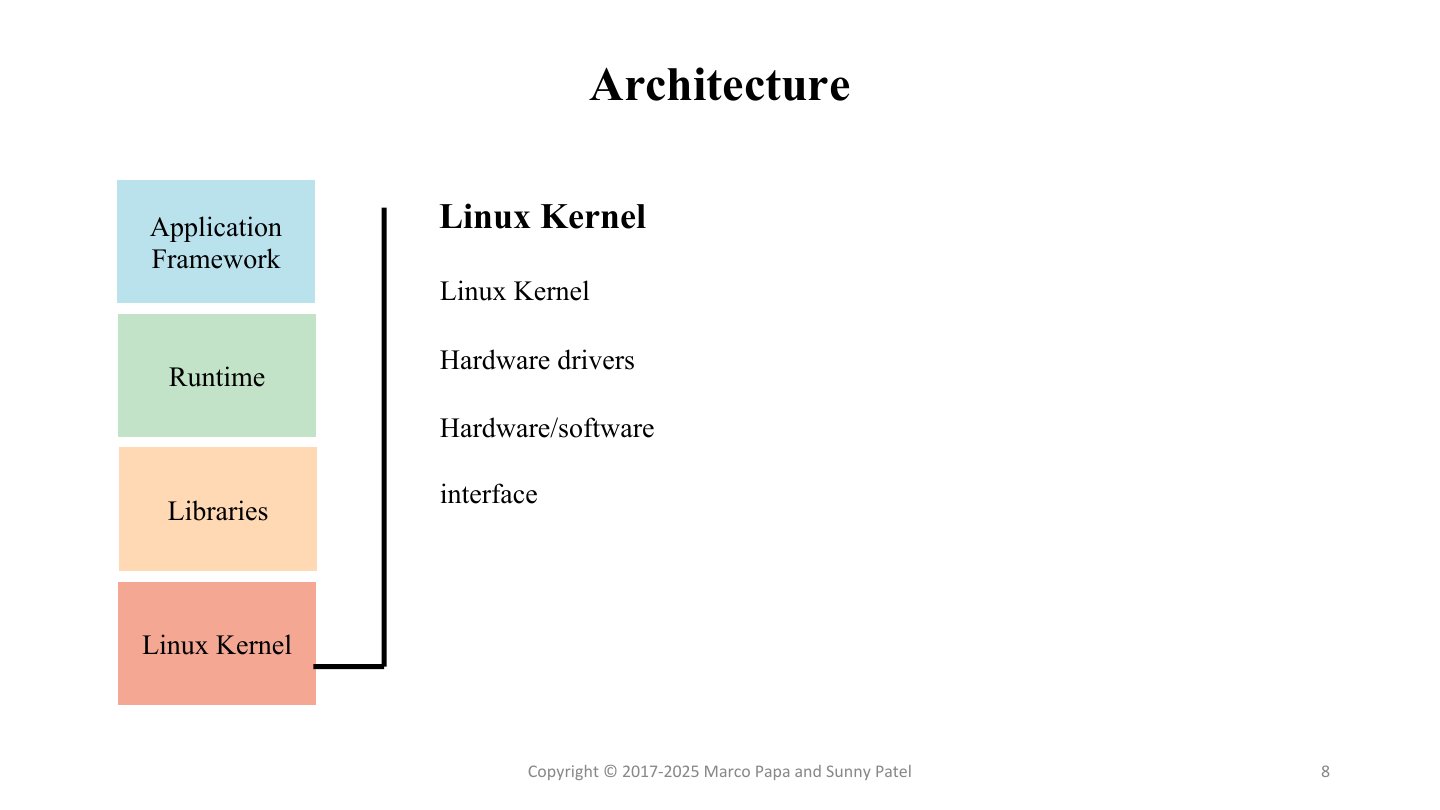 Architecture
Application
Framework
Runtime
Libraries
Linux Kernel
Linux Kernel
Linux Kernel
Hardware drivers
Hardware/software
interface
Copyright © 2017-2025 Marco Papa and Sunny Patel
8